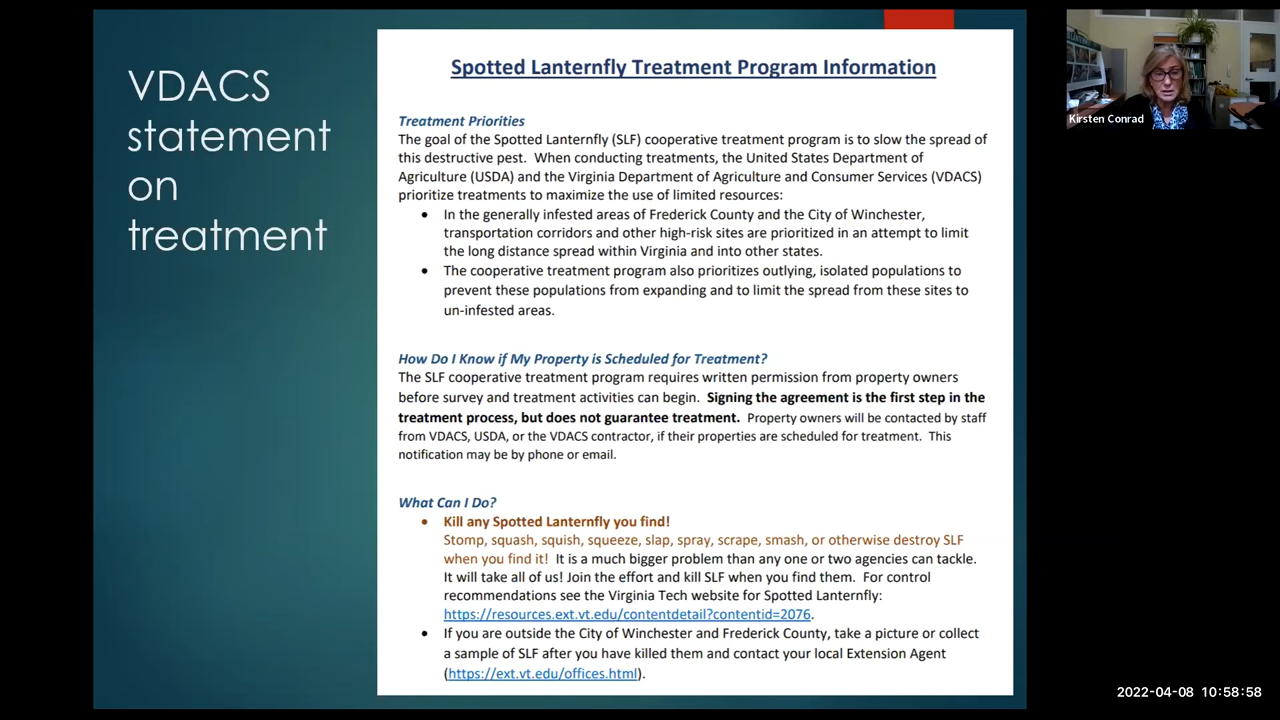 VDACS
statement
on
treatment
Spotted Lanternfly Treatment Program Information
Treatment Priorities
The goal of the Spotted Lanternfly (SLF) cooperative treatment program is to slow the spread of
this destructive pest. When conducting treatments, the United States Department of
Agriculture (USDA) and the Virginia Department of Agriculture and Consumer Services (VDACS)
prioritize treatments to maximize the use of limited resources:
• In the generally infested areas of Frederick County and the City of Winchester,
transportation corridors and other high-risk sites are prioritized in an attempt to limit
the long distance spread within Virginia and into other states.
• The cooperative treatment program also prioritizes outlying, isolated populations to
prevent these populations from expanding and to limit the spread from these sites to
un-infested areas.
How Do I Know if My Property is Scheduled for Treatment?
The SLF cooperative treatment program requires written permission from property owners
before survey and treatment activities can begin. Signing the agreement is the first step in the
treatment process, but does not guarantee treatment. Property owners will be contacted by staff
from VDACS, USDA, or the VDACS contractor, if their properties are scheduled for treatment. This
notification may be by phone or email.
What Can I Do?
• Kill any Spotted Lanternfly you find!
Stomp, squash, squish, squeeze, slap, spray, scrape, smash, or otherwise destroy SLF
when you find it! It is a much bigger problem than any one or two agencies can tackle.
It will take all of us! Join the effort and kill SLF when you find them. For control
recommendations see the Virginia Tech website for Spotted Lanternfly:
https://resources.ext.vt.edu/contentdetail?contentid=2076.
• If you are outside the City of Winchester and Frederick County, take a picture or collect
a sample of SLF after you have killed them and contact your local Extension Agent
(https://ext.vt.edu/offices.html).
Kirsten Conrad
2022-04-08 10:58:58